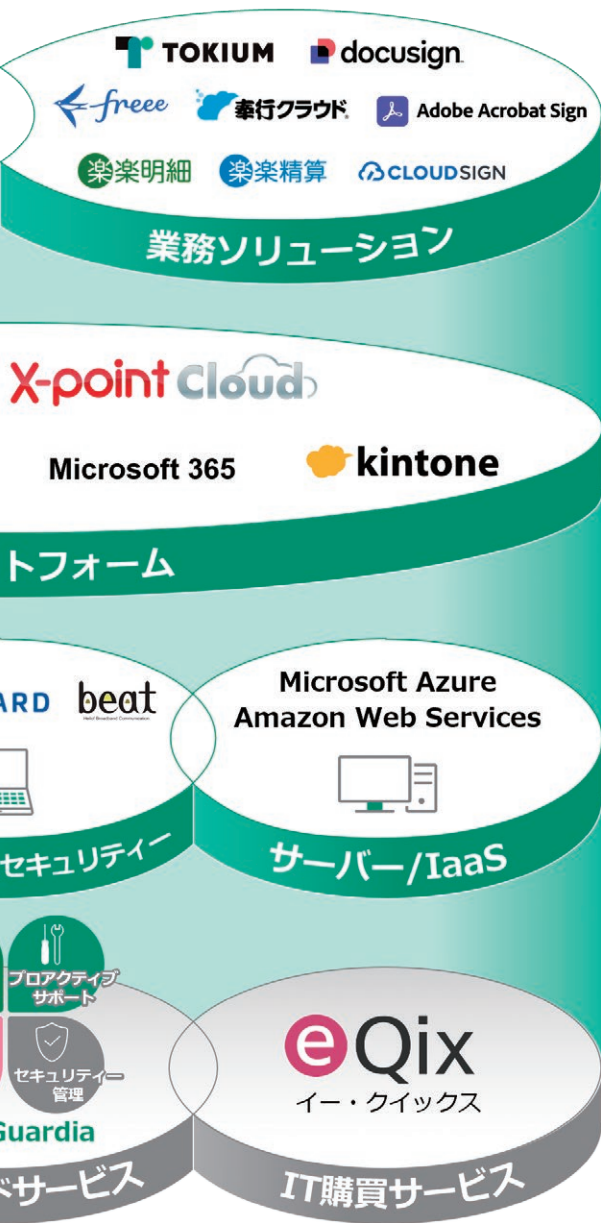 TOKIUM docusign
freee 奉行クラウド Adobe Acrobat Sign
楽楽明細 楽楽精算 CLOUDSIGN
業務ソリューション
X-point Cloud
Microsoft 365 kintone
トフォーム
ARD beat
セキュリティー
Microsoft Azure
Amazon Web Services
サーバー/IaaS
プロアクティブ
サポート
セキュリティー
管理
Guardia
ドサービス
eQix
イー・クイックス
IT購買サービス